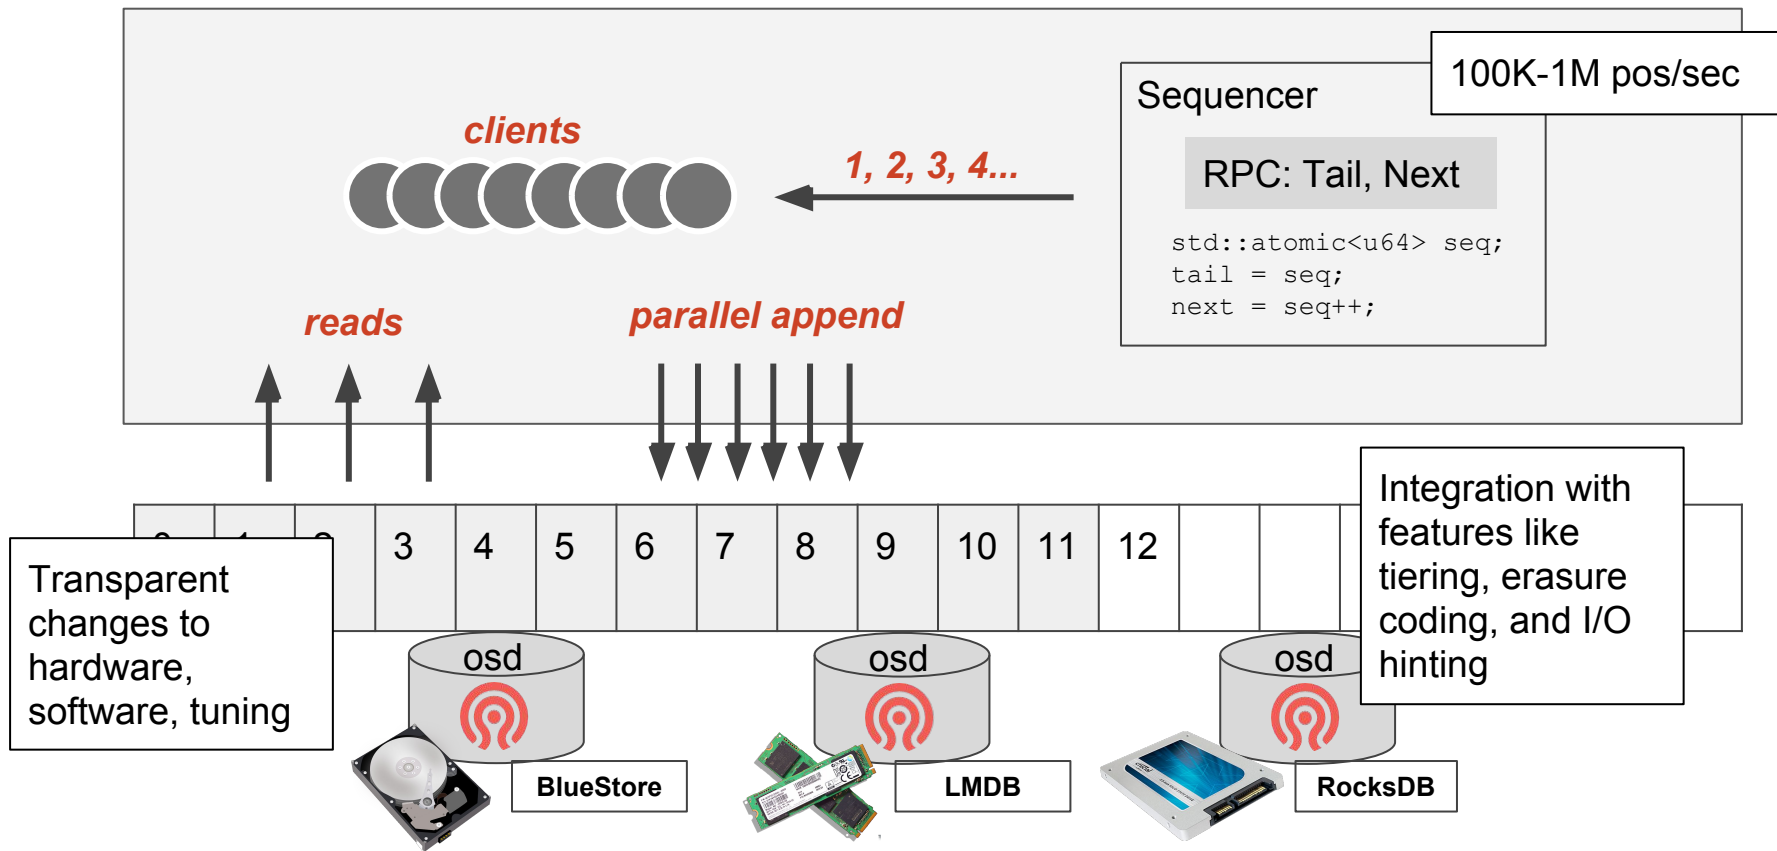 100K-1M pos/sec
Sequencer
clients
1, 2, 3, 4...
RPC: Tail, Next
std::atomic<u64> seq;
tail = seq;
next = seq++;
reads
parallel append
3 4 5 6 7 8 9 10 11 12
Integration with
features like
tiering, erasure
coding, and I/O
hinting
Transparent
changes to
hardware,
software, tuning
osd osd osd
BlueStore LMDB RocksDB